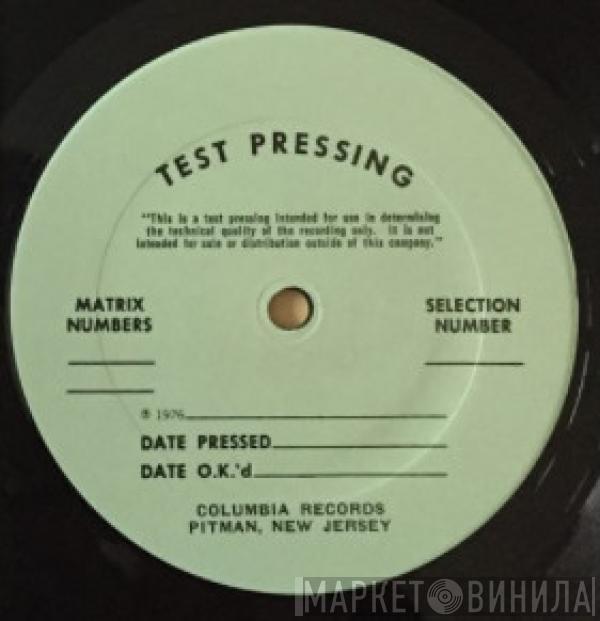 TEST PRESSING
"This is a test pressing intended for use in determining
the technical quality of the recording only. It is not
intended for sale or distribution outside of this company."
MATRIX
NUMBERS
SELECTION
NUMBER
℗ 1976
DATE PRESSED
DATE O.K.'d
COLUMBIA RECORDS
PITMAN, NEW JERSEY
МАРКЕТ ВИНИЛА